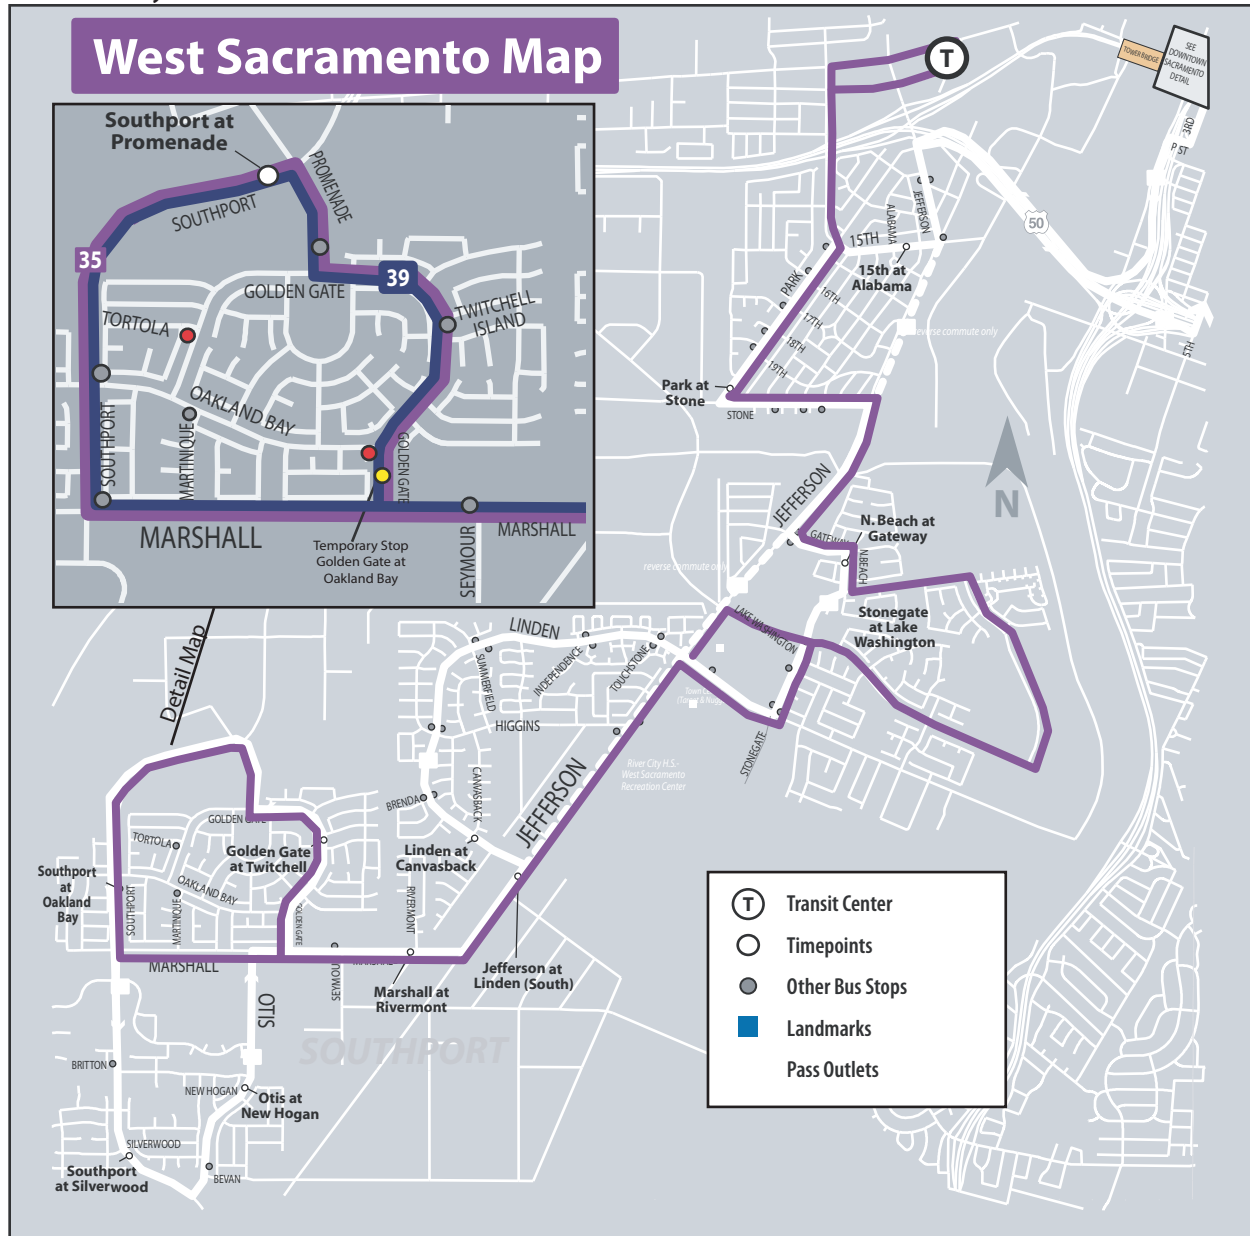 West Sacramento Map
T
TOWER BRIDGE
SEE
DOWNTOWN
SACRAMENTO
DETAIL
3RD
P ST
50
5TH
Southport at
Promenade
PROMENADE
SOUTHPORT
35
39
GOLDEN GATE
TWITCHELL
ISLAND
TORTOLA
OAKLAND BAY
SOUTHPORT
MARTINIQUE
GOLDEN GATE
MARSHALL
MARSHALL
SEYMOUR
Temporary Stop
Golden Gate at
Oakland Bay
Detail Map
JEFFERSON
ALABAMA
15TH
15th at
Alabama
PARK
16TH
17TH
18TH
19TH
reverse commute only
Park at
Stone
STONE
N
JEFFERSON
GATEWAY
N. Beach at
Gateway
N.BEACH
reverse commute only
LAKE WASHINGTON
Stonegate
at Lake
Washington
LINDEN
SUMMERFIELD
INDEPENDENCE
TOUCHSTONE
HIGGINS
STONEGATE
River City H.S.-
West Sacramento
Recreation Center
CANVASBACK
BRENDA
JEFFERSON
Linden at
Canvasback
GOLDEN GATE
TORTOLA
Golden Gate
at Twitchell
Southport
at
Oakland
Bay
OAKLAND BAY
SOUTHPORT
MARTINIQUE
GOLDEN GATE
RIVERMONT
MARSHALL
SEYMOUR
MARSHALL
Marshall at
Rivermont
Jefferson at
Linden (South)
OTIS
SOUTHPORT
BRITTON
NEW HOGAN
Otis at
New Hogan
SILVERWOOD
Southport
at Silverwood
BEVAN
T
Transit Center
Timepoints
Other Bus Stops
Landmarks
Pass Outlets